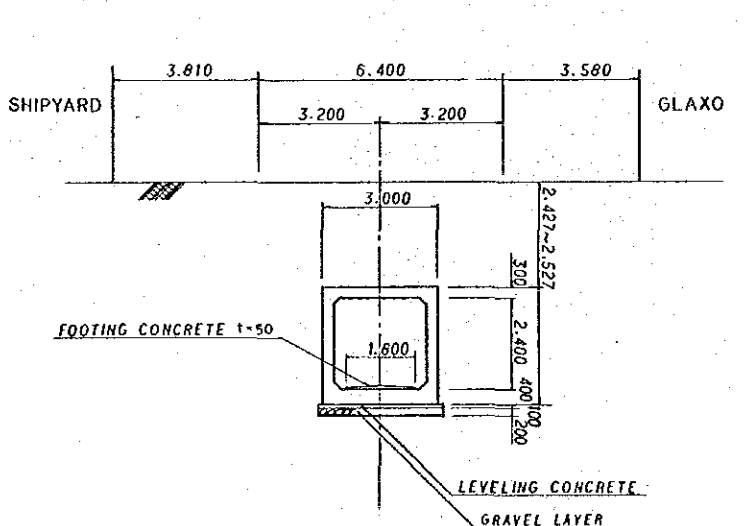 3.810 6.400 3.580
SHIPYARD GLAXO
3.200 3.200
3.000
2.427~2.527
300
FOOTING CONCRETE t=50
1.600
2.400
400
100
200
LEVELING CONCRETE
GRAVEL LAYER